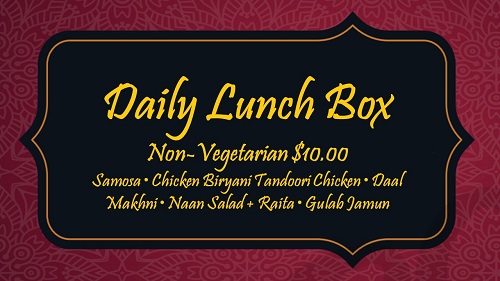 Daily Lunch Box
Non-Vegetarian $10.00
Samosa • Chicken Biryani Tandoori Chicken • Daal
Makhni • Naan Salad + Raita • Gulab Jamun